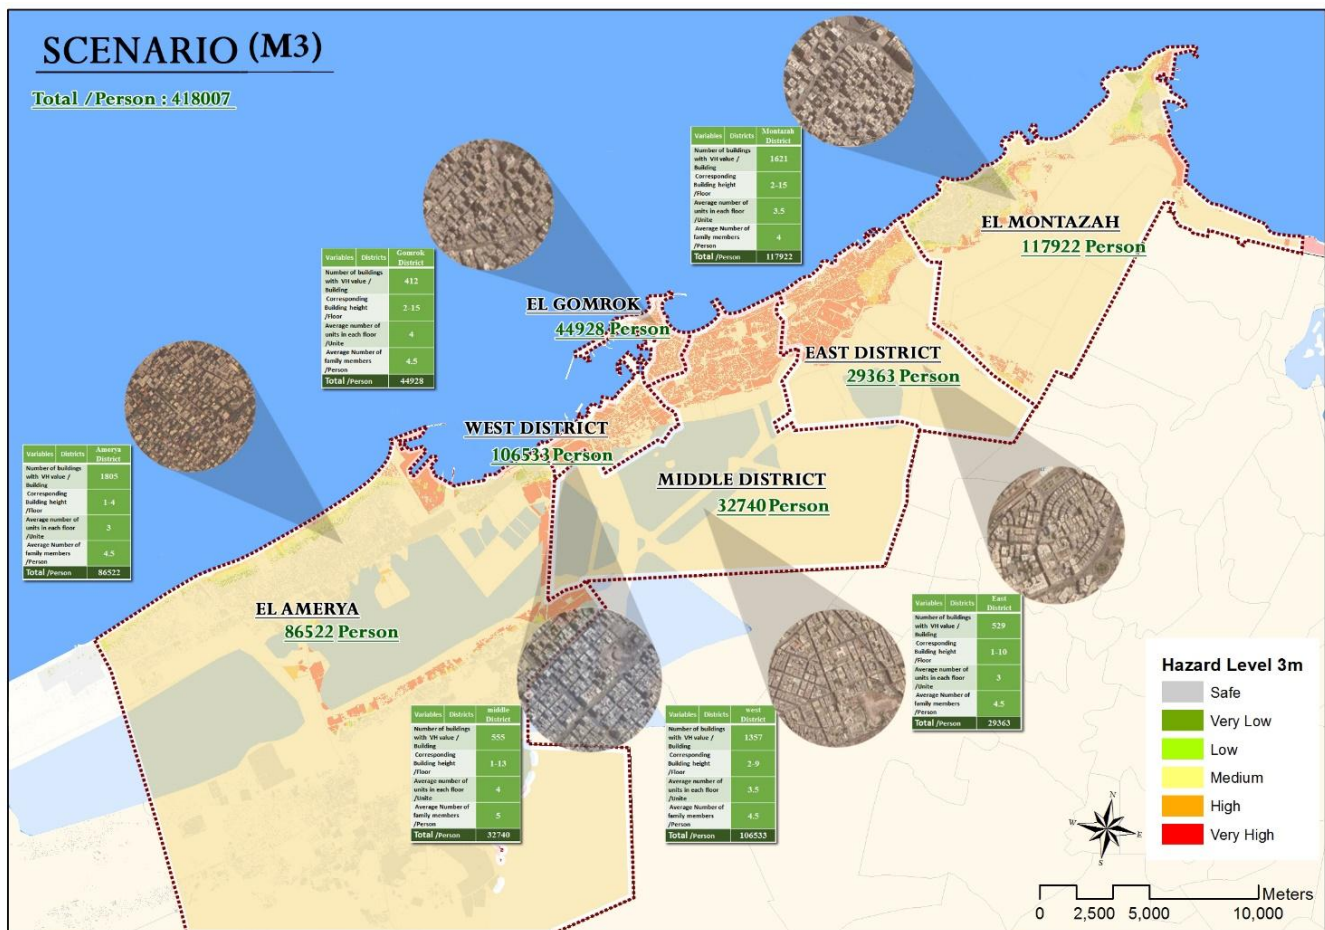 SCENARIO (M3)
Total /Person : 418007
Variables Districts Montazah District
Number of buildings with VH value / Building 1621
Corresponding Building height /Floor 2-15
Average number of units in each floor /Unite 3.5
Average Number of family members /Person 4
Total /Person 117922
EL MONTAZAH
117922 Person
Variables Districts Gomrok District
Number of buildings with VH value / Building 412
Corresponding Building height /Floor 2-15
Average number of units in each floor /Unite 4
Average Number of family members /Person 4.5
Total /Person 44928
EL GOMROK
44928 Person
EAST DISTRICT
29363 Person
WEST DISTRICT
106533 Person
MIDDLE DISTRICT
32740 Person
Variables Districts Amerya District
Number of buildings with VH value / Building 1805
Corresponding Building height /Floor 1-4
Average number of units in each floor /Unite 3
Average Number of family members /Person 4.5
Total /Person 86522
EL AMERYA
86522 Person
Variables Districts East District
Number of buildings with VH value / Building 529
Corresponding Building height /Floor 1-10
Average number of units in each floor /Unite 3
Average Number of family members /Person 4.5
Total /Person 29363
Variables Districts middle District
Number of buildings with VH value / Building 555
Corresponding Building height /Floor 1-13
Average number of units in each floor /Unite 4
Average Number of family members /Person 5
Total /Person 32740
Variables Districts west District
Number of buildings with VH value / Building 1357
Corresponding Building height /Floor 2-9
Average number of units in each floor /Unite 3.5
Average Number of family members /Person 4.5
Total /Person 106533
Hazard Level 3m
Safe
Very Low
Low
Medium
High
Very High
N
W E
S
Meters
0 2,500 5,000 10,000